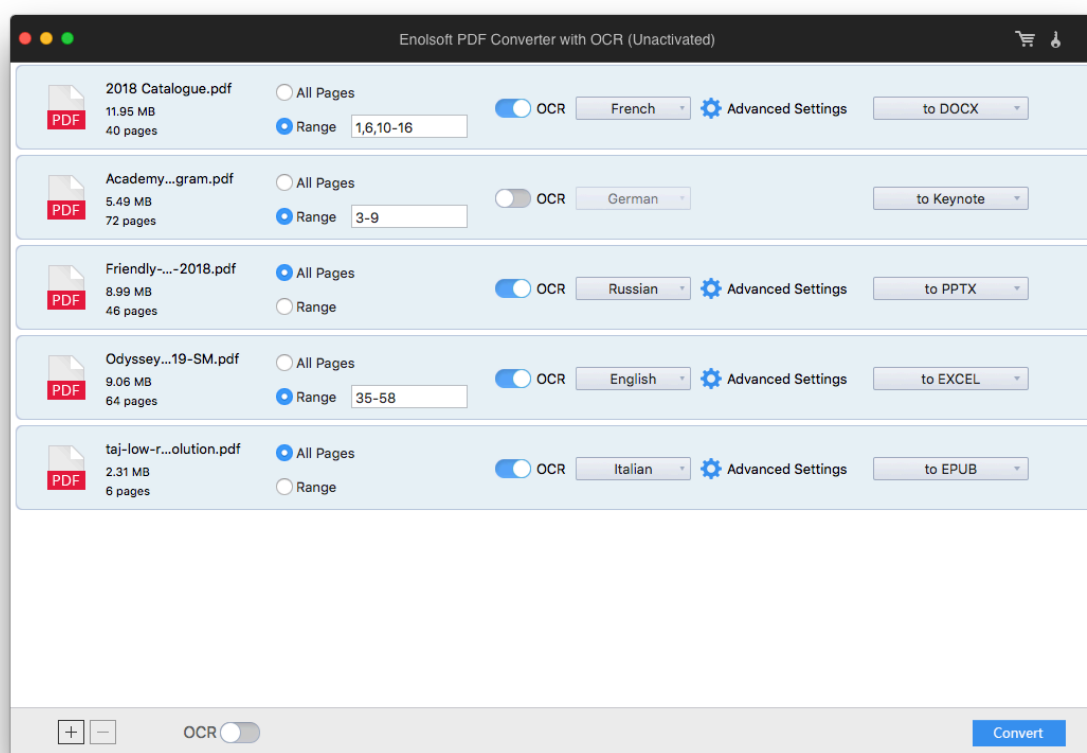 Enolsoft PDF Converter with OCR (Unactivated)
2018 Catalogue.pdf
11.95 MB
40 pages
PDF
All Pages
Range 1,6,10-16
OCR French Advanced Settings to DOCX
Academy...gram.pdf
5.49 MB
72 pages
PDF
All Pages
Range 3-9
OCR German to Keynote
Friendly-...-2018.pdf
8.99 MB
46 pages
PDF
All Pages
Range
OCR Russian Advanced Settings to PPTX
Odyssey...19-SM.pdf
9.06 MB
64 pages
PDF
All Pages
Range 35-58
OCR English Advanced Settings to EXCEL
taj-low-r...olution.pdf
2.31 MB
6 pages
PDF
All Pages
Range
OCR Italian Advanced Settings to EPUB
OCR
Convert